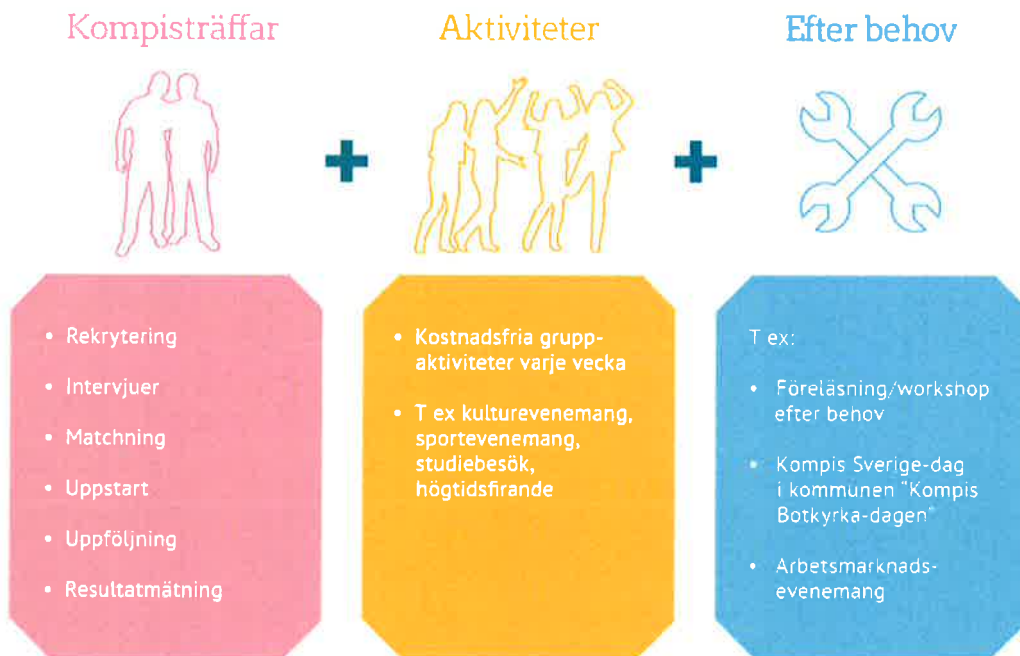 Kompisträffar
• Rekrytering
• Intervjuer
• Matchning
• Uppstart
• Uppföljning
• Resultatmätning
Aktiviteter
• Kostnadsfria grupp-
aktiviteter varje vecka
• T ex kulturevenemang,
sportevenemang,
studiebesök,
högtidsfirande
Efter behov
T ex:
• Föreläsning/workshop
efter behov
• Kompis Sverige-dag
i kommunen “Kompis
Botkyrka-dagen”
• Arbetsmarknads-
evenemang